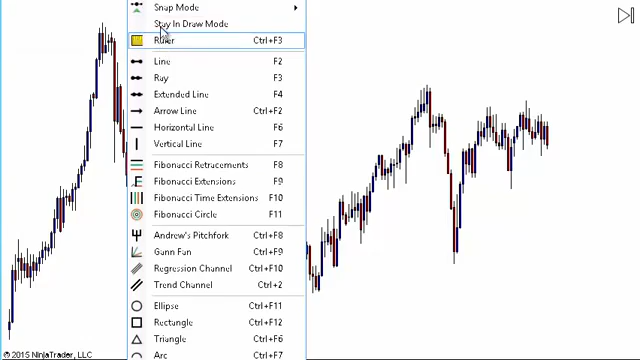 Snap Mode
Stay In Draw Mode
Ruler Ctrl+F3
Line F2
Ray F3
Extended Line F4
Arrow Line Ctrl+F2
Horizontal Line F6
Vertical Line F7
Fibonacci Retracements F8
Fibonacci Extensions F9
Fibonacci Time Extensions F10
Fibonacci Circle F11
Andrew's Pitchfork Ctrl+F8
Gann Fan Ctrl+F9
Regression Channel Ctrl+F10
Trend Channel Ctrl+2
Ellipse Ctrl+F11
Rectangle Ctrl+F12
Triangle Ctrl+F6
Arc Ctrl+F7
© 2015 NinjaTrader, LLC